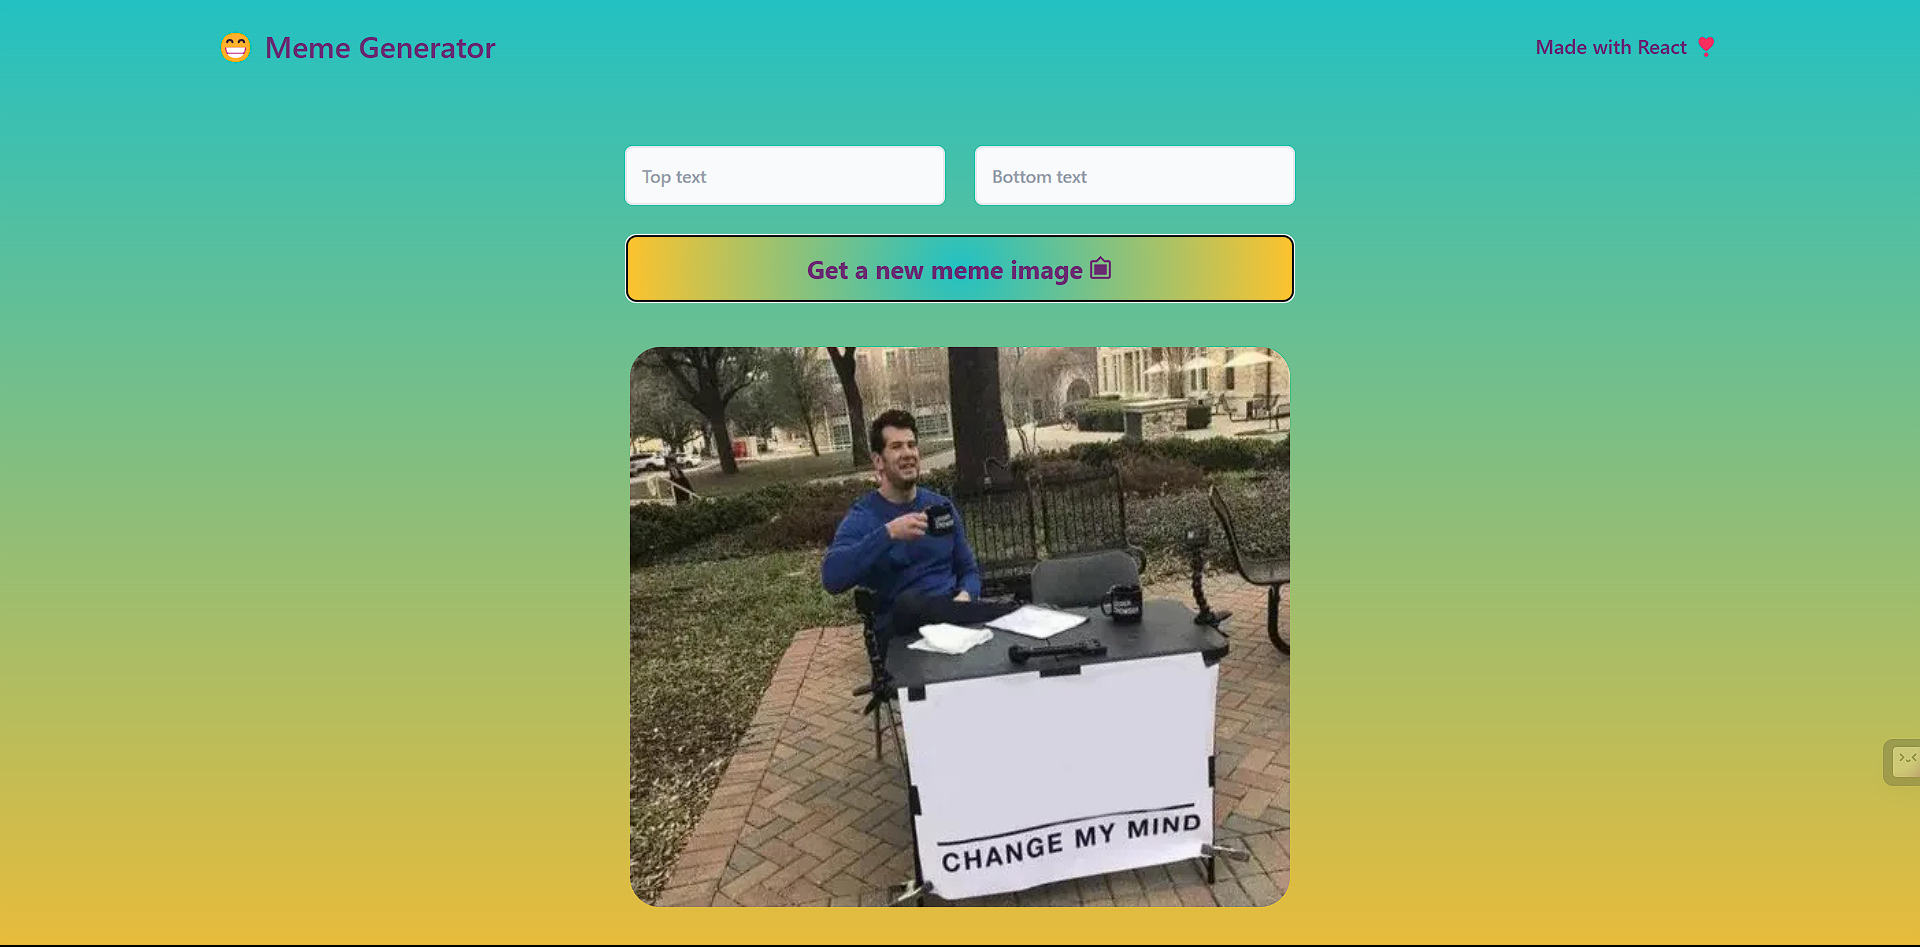 Meme Generator
Made with React
Top text
Bottom text
Get a new meme image
CHANGE MY MIND